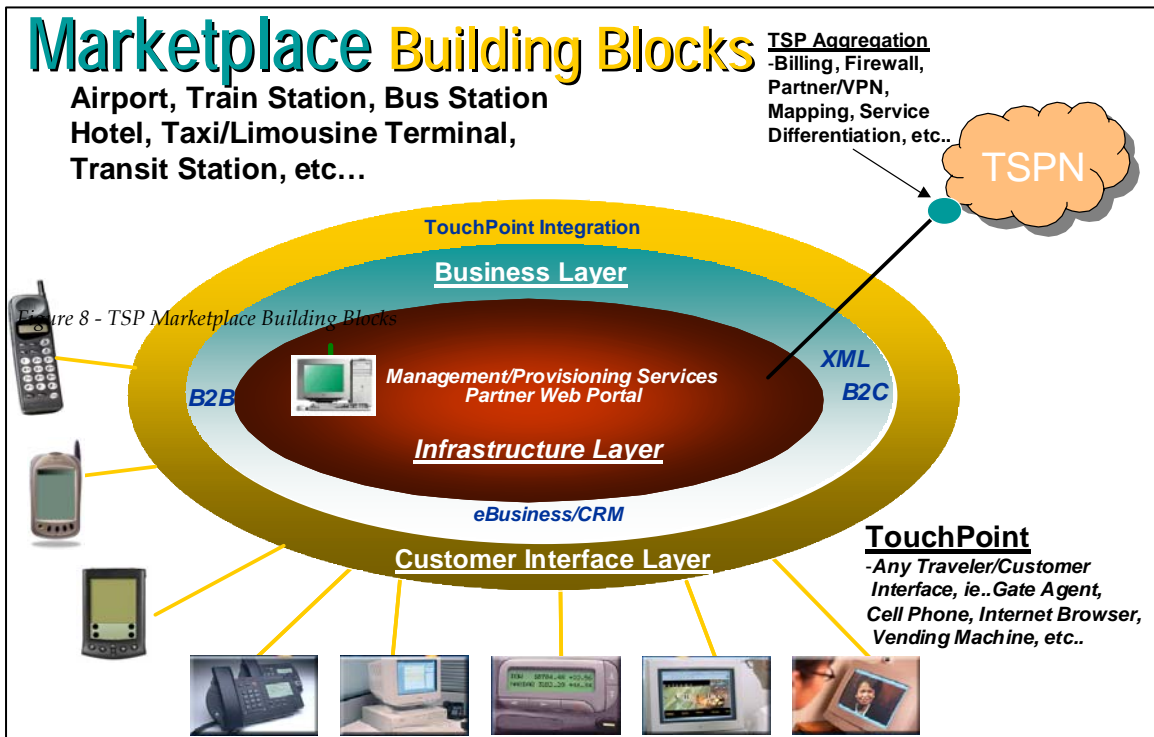 Marketplace Building Blocks
Airport, Train Station, Bus Station
Hotel, Taxi/Limousine Terminal,
Transit Station, etc…
TSP Aggregation
-Billing, Firewall,
Partner/VPN,
Mapping, Service
Differentiation, etc..
TSPN
TouchPoint Integration
Business Layer
Figure 8 - TSP Marketplace Building Blocks
XML
B2B
B2C
Management/Provisioning Services
Partner Web Portal
Infrastructure Layer
eBusiness/CRM
Customer Interface Layer
TouchPoint
-Any Traveler/Customer
Interface, ie..Gate Agent,
Cell Phone, Internet Browser,
Vending Machine, etc..